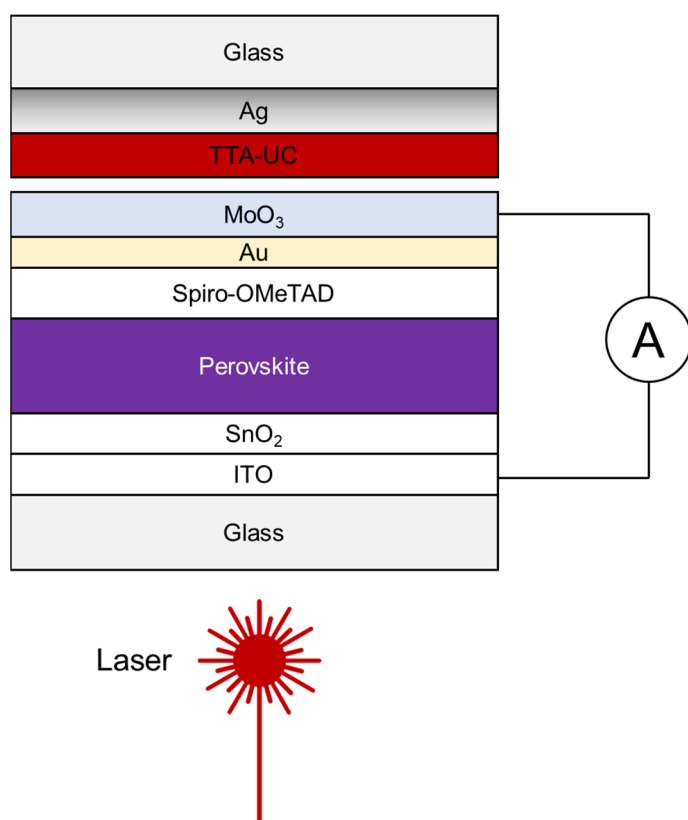 Glass
Ag
TTA-UC
MoO₃
Au
Spiro-OMeTAD
A
Perovskite
SnO₂
ITO
Glass
Laser